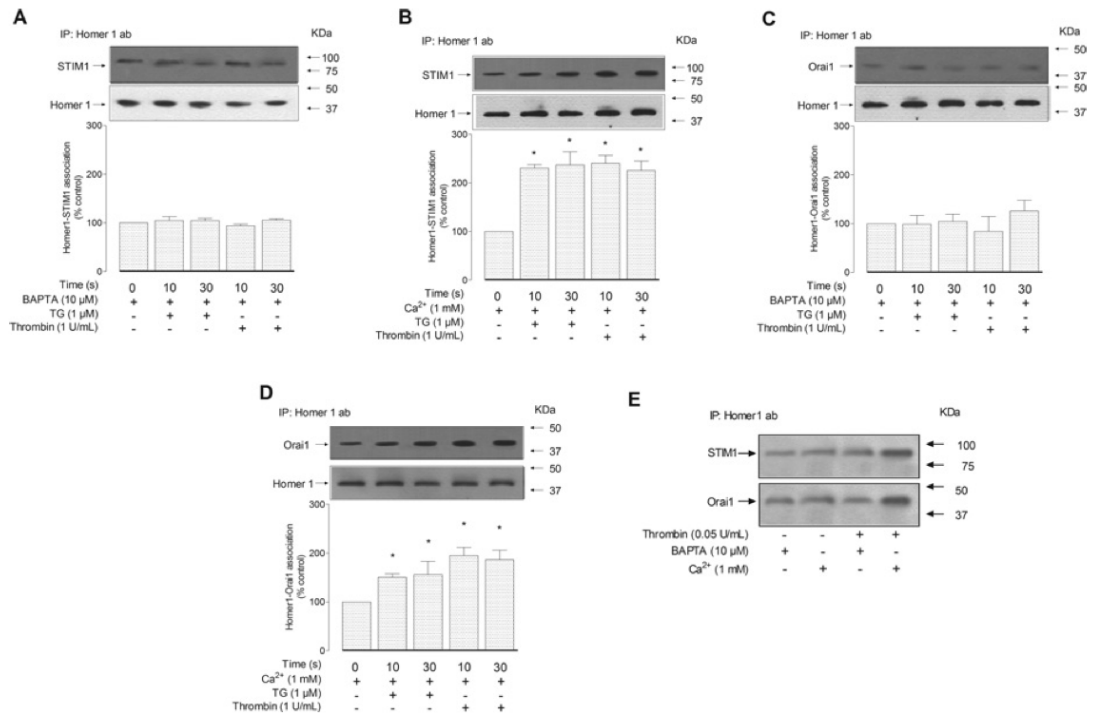 A
IP: Homer 1 ab
KDa
STIM1
100
75
Homer 1
50
37
300
200
100
0
Homer1-STIM1 association
(% control)
Time (s) 0 10 30 10 30
BAPTA (10 µM) + + + + +
TG (1 µM) - + + - -
Thrombin (1 U/mL) - - - + +
B
IP: Homer 1 ab
KDa
STIM1
100
75
Homer 1
50
37
300
200
100
0
Homer1-STIM1 association
(% control)
* * * *
Time (s) 0 10 30 10 30
Ca²⁺ (1 mM) + + + + +
TG (1 µM) - + + - -
Thrombin (1 U/mL) - - - + +
C
IP: Homer 1 ab
KDa
Orai1
50
37
Homer 1
50
37
300
200
100
0
Homer1-Orai1 association
(% control)
Time (s) 0 10 30 10 30
BAPTA (10 µM) + + + + +
TG (1 µM) - + + - -
Thrombin (1 U/mL) - - - + +
D
IP: Homer 1 ab
KDa
Orai1
50
37
Homer 1
50
37
300
200
100
0
Homer1-Orai1 association
(% control)
* * * *
Time (s) 0 10 30 10 30
Ca²⁺ (1 mM) + + + + +
TG (1 µM) - + + - -
Thrombin (1 U/mL) - - - + +
E
IP: Homer1 ab
KDa
STIM1
100
75
Orai1
50
37
Thrombin (0.05 U/mL) - - + +
BAPTA (10 µM) + - + -
Ca²⁺ (1 mM) - + - +